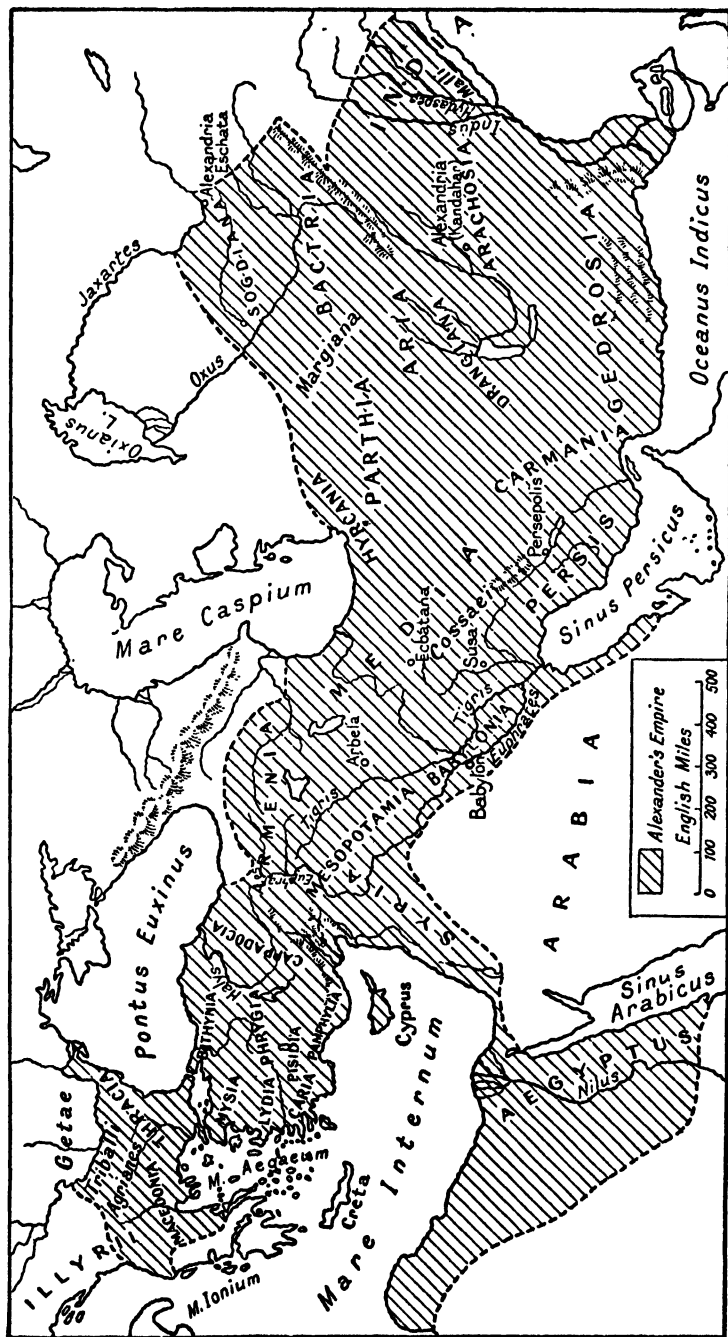 ILLYRII
Getae
Triballi
Agrianes
THRACIA
MACEDONIA
M. Ionium
M. Aegaeum
Creta
Mare Internum
Pontus Euxinus
BITHYNIA
MYSIA
LYDIA
PHRYGIA
CARIA
PISIDIA
PAMPHYLIA
Halys
CAPPADOCIA
Cyprus
SYRIA
AEGYPTUS
Nilus
Sinus
Arabicus
ARABIA
ARMENIA
Tigris
MESOPOTAMIA
Arbela
BABYLONIA
Babylon
Euphrates
Tigris
Mare Caspium
MEDIA
Ecbatana
Susa
Cossaei
PERSIS
Persepolis
Sinus Persicus
HYRCANIA
PARTHIA
CARMANIA
Oxianus
L.
Oxus
Jaxartes
Margiana
SOGDIANA
Alexandria
Eschata
BACTRIA
ARIA
DRANGIANA
Alexandria
(Kandahar)
ARACHOSIA
GEDROSIA
INDIA
Indus
Hydaspes
Malli
Oceanus Indicus
Alexander's Empire
English Miles
0 100 200 300 400 500